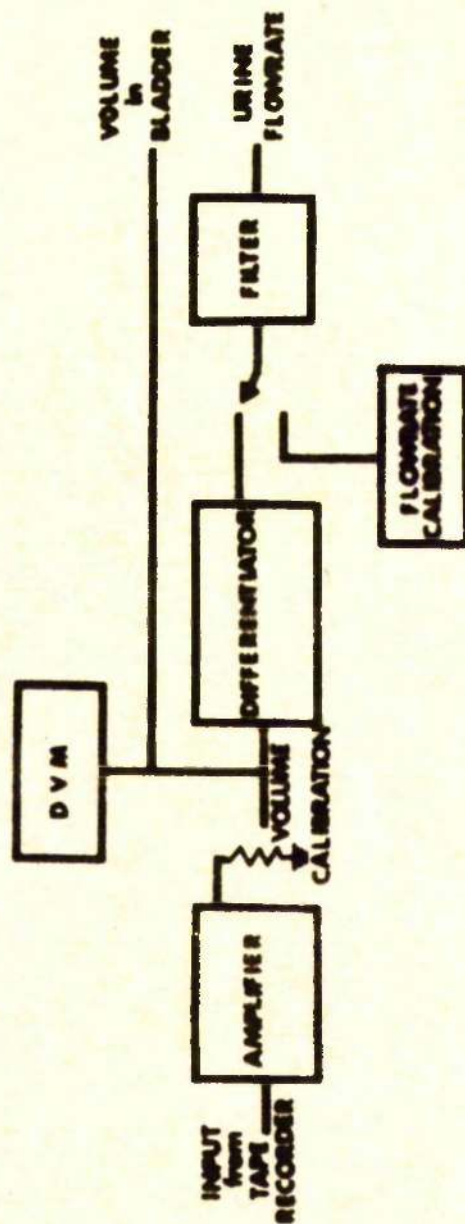 INPUT
from
TAPE
RECORDER
AMPLIFIER
VOLUME
CALIBRATION
D V M
DIFFERENTIATOR
FLOWRATE
CALIBRATION
FILTER
VOLUME
in
BLADDER
URINE
FLOWRATE